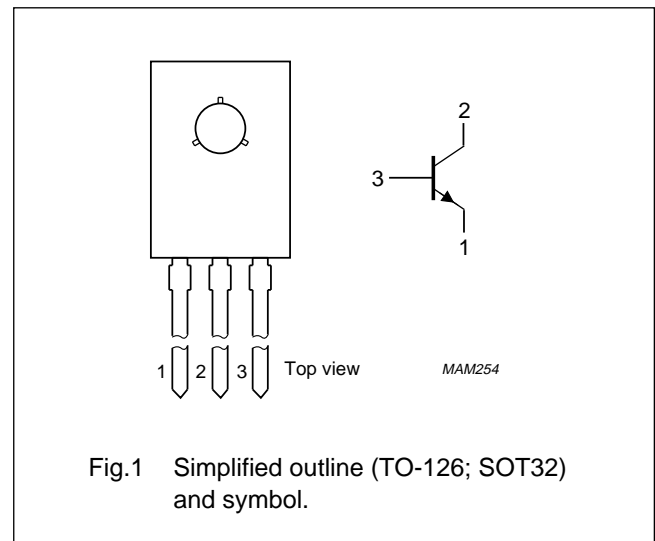 2
3
1
1 2 3 Top view MAM254
Fig.1 Simplified outline (TO-126; SOT32)
and symbol.